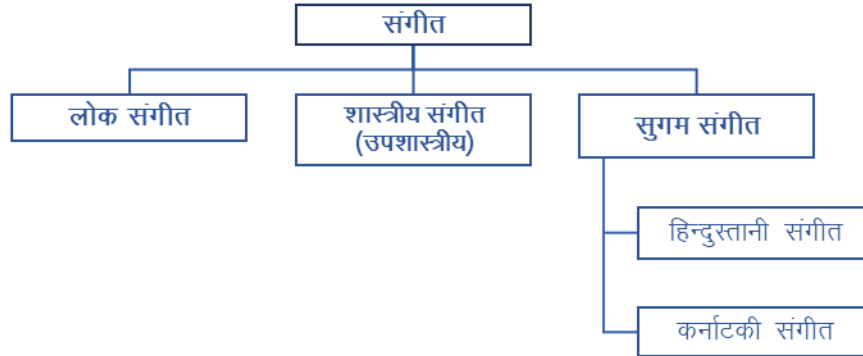 संगीत
लोक संगीत
शास्त्रीय संगीत
(उपशास्त्रीय)
सुगम संगीत
हिन्दुस्तानी संगीत
कर्नाटकी संगीत